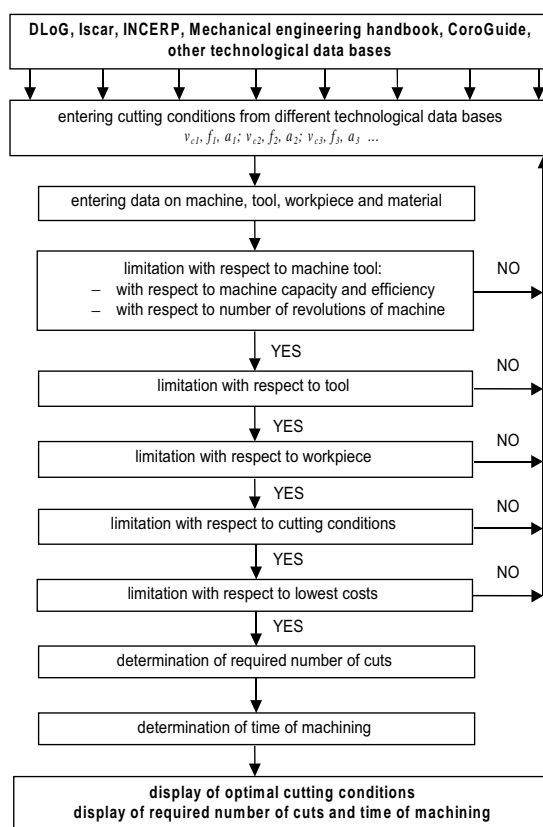 DLoG, Iscar, INCERP, Mechanical engineering handbook, CoroGuide,
other technological data bases
entering cutting conditions from different technological data bases
vc1, f1, a1; vc2, f2, a2; vc3, f3, a3 ...
entering data on machine, tool, workpiece and material
limitation with respect to machine tool:
– with respect to machine capacity and efficiency
– with respect to number of revolutions of machine
NO
YES
limitation with respect to tool
NO
YES
limitation with respect to workpiece
NO
YES
limitation with respect to cutting conditions
NO
YES
limitation with respect to lowest costs
NO
YES
determination of required number of cuts
determination of time of machining
display of optimal cutting conditions
display of required number of cuts and time of machining